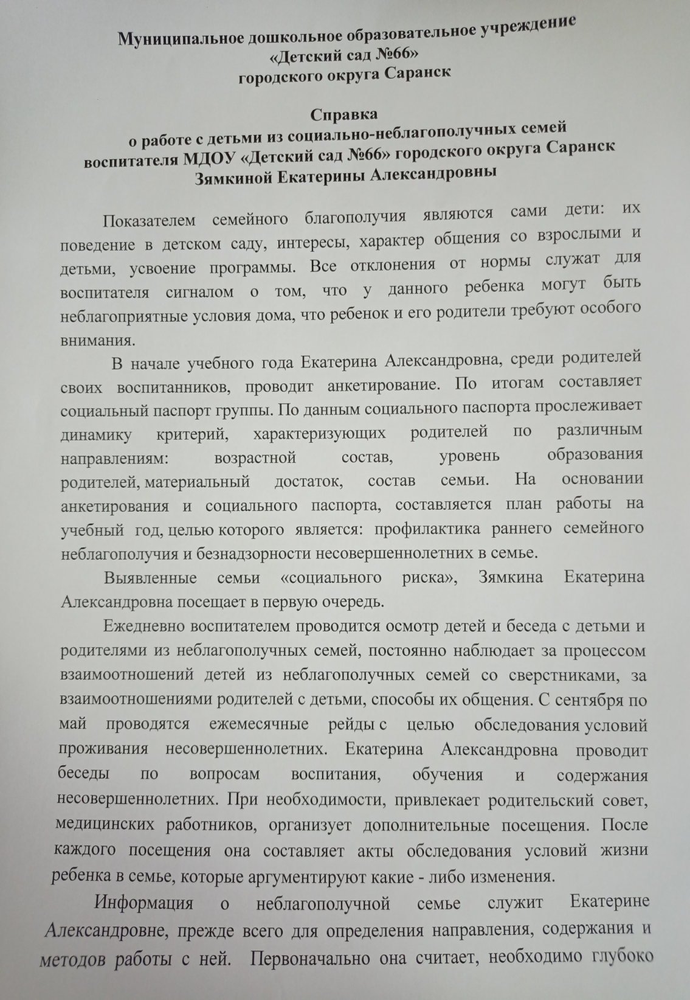 Муниципальное дошкольное образовательное учреждение
«Детский сад №66»
городского округа Саранск
Справка
о работе с детьми из социально-неблагополучных семей
воспитателя МДОУ «Детский сад №66» городского округа Саранск
Зямкиной Екатерины Александровны
Показателем семейного благополучия являются сами дети: их
поведение в детском саду, интересы, характер общения со взрослыми и
детьми, усвоение программы. Все отклонения от нормы служат для
воспитателя сигналом о том, что у данного ребенка могут быть
неблагоприятные условия дома, что ребенок и его родители требуют особого
внимания.
В начале учебного года Екатерина Александровна, среди родителей
своих воспитанников, проводит анкетирование. По итогам составляет
социальный паспорт группы. По данным социального паспорта прослеживает
динамику критерий, характеризующих родителей по различным
направлениям: возрастной состав, уровень образования
родителей, материальный достаток, состав семьи. На основании
анкетирования и социального паспорта, составляется план работы на
учебный год, целью которого является: профилактика раннего семейного
неблагополучия и безнадзорности несовершеннолетних в семье.
Выявленные семьи «социального риска», Зямкина Екатерина
Александровна посещает в первую очередь.
Ежедневно воспитателем проводится осмотр детей и беседа с детьми и
родителями из неблагополучных семей, постоянно наблюдает за процессом
взаимоотношений детей из неблагополучных семей со сверстниками, за
взаимоотношениями родителей с детьми, способы их общения. С сентября по
май проводятся ежемесячные рейды с целью обследования условий
проживания несовершеннолетних. Екатерина Александровна проводит
беседы по вопросам воспитания, обучения и содержания
несовершеннолетних. При необходимости, привлекает родительский совет,
медицинских работников, организует дополнительные посещения. После
каждого посещения она составляет акты обследования условий жизни
ребенка в семье, которые аргументируют какие - либо изменения.
Информация о неблагополучной семье служит Екатерине
Александровне, прежде всего для определения направления, содержания и
методов работы с ней. Первоначально она считает, необходимо глубоко